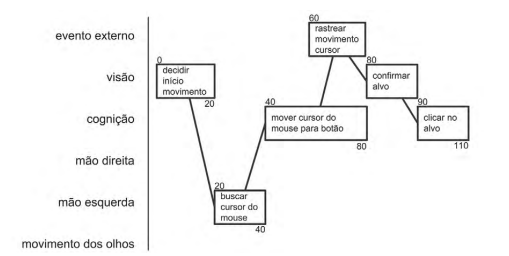 evento externo
visão
cognição
mão direita
mão esquerda
movimento dos olhos
0
decidir
início
movimento
20
20
buscar
cursor do
mouse
40
40
mover cursor do
mouse para botão
80
60
rastrear
movimento
cursor
80
confirmar
alvo
90
clicar no
alvo
110